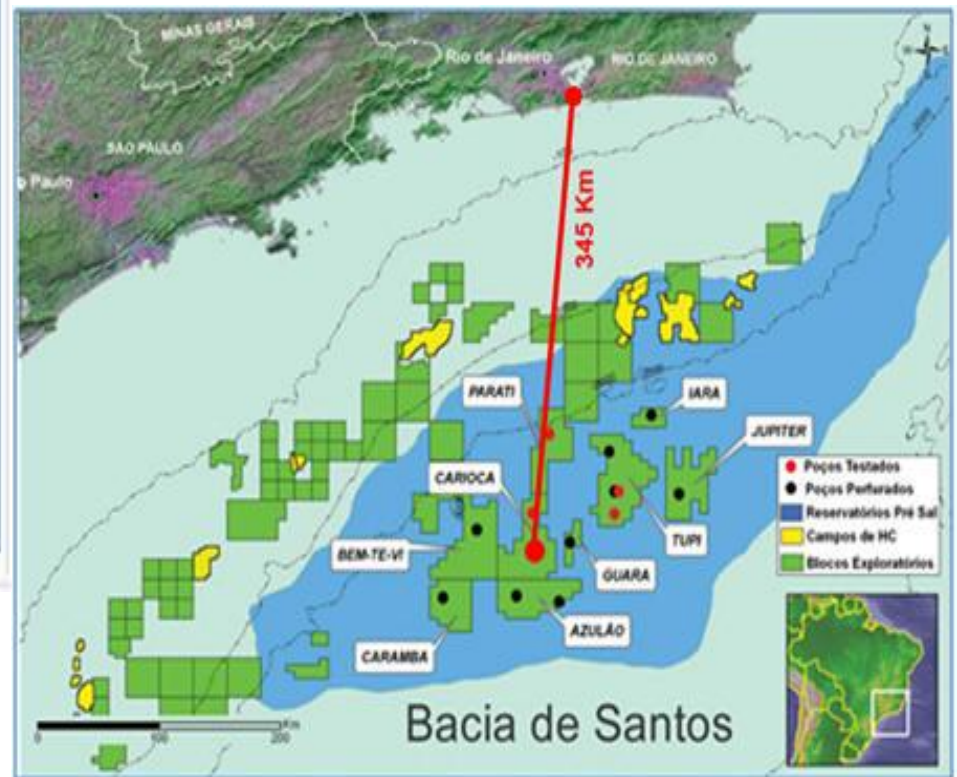 MINAS GERAIS
Rio de Janeiro
RIO DE JANEIRO
N
SAO PAULO
o Paulo
345 Km
PARATI
IARA
JUPITER
CARIOCA
Poços Testados
Poços Perfurados
Reservatórios Pré Sal
Campos de HC
Blocos Exploratórios
BEM-TE-VI
TUPI
GUARA
AZULÃO
CARAMBA
Km
0 100 200
Bacia de Santos